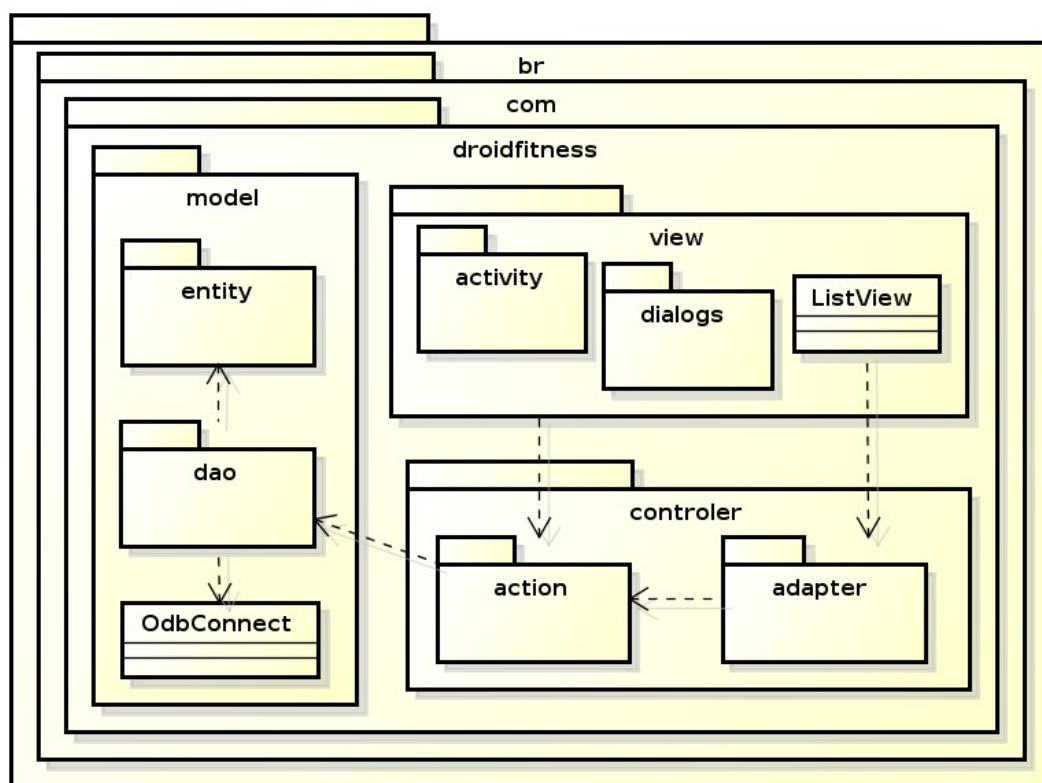 br
com
droidfitness
model
entity
dao
OdbConnect
view
activity
dialogs
ListView
controler
action
adapter